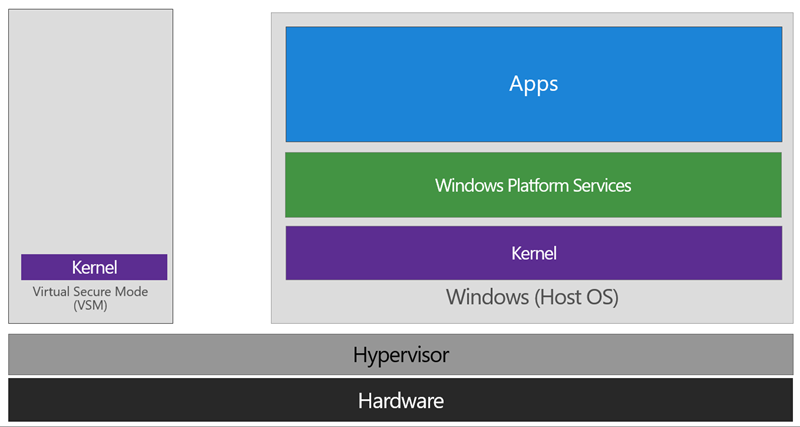 Kernel
Virtual Secure Mode
(VSM)
Apps
Windows Platform Services
Kernel
Windows (Host OS)
Hypervisor
Hardware